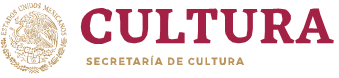 ESTADOS UNIDOS MEXICANOS
CULTURA
SECRETARÍA DE CULTURA